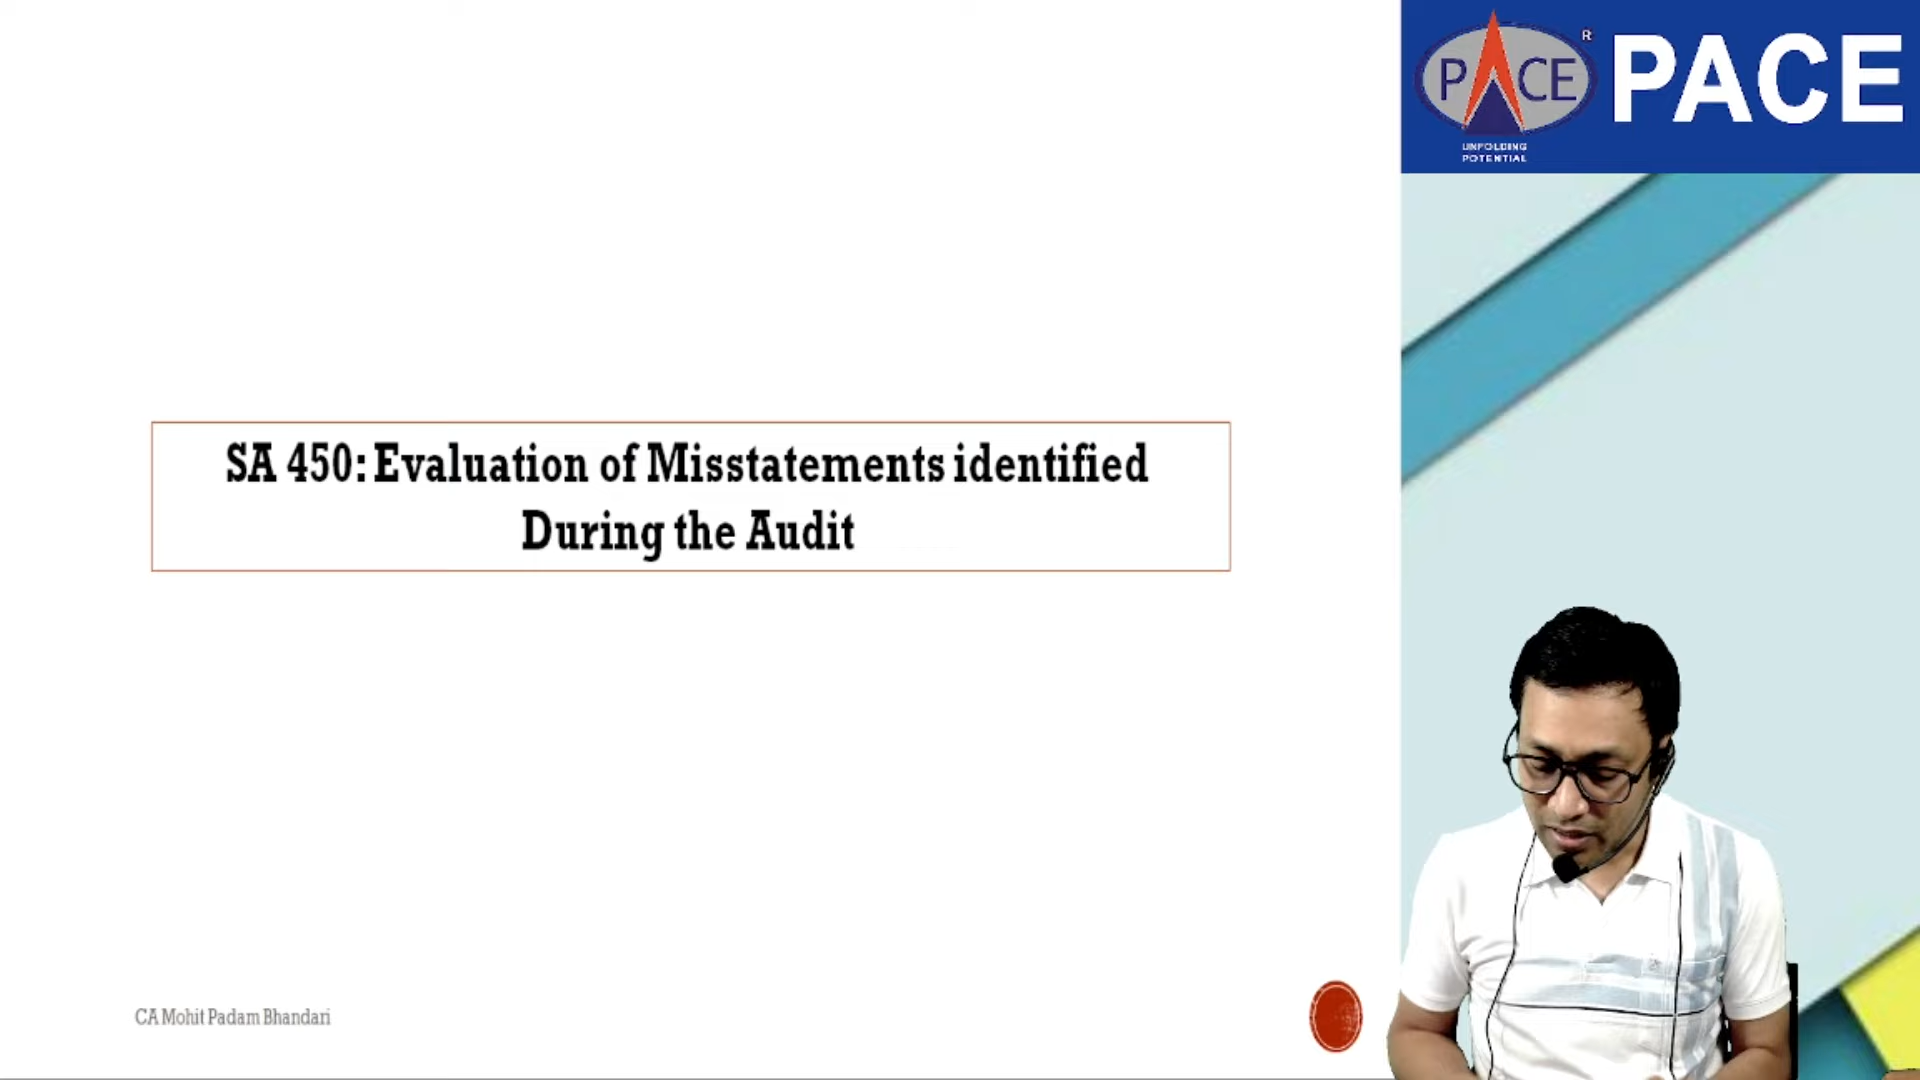 R
PACE
PACE
UNFOLDING
POTENTIAL
SA 450: Evaluation of Misstatements identified
During the Audit
CA Mohit Padam Bhandari